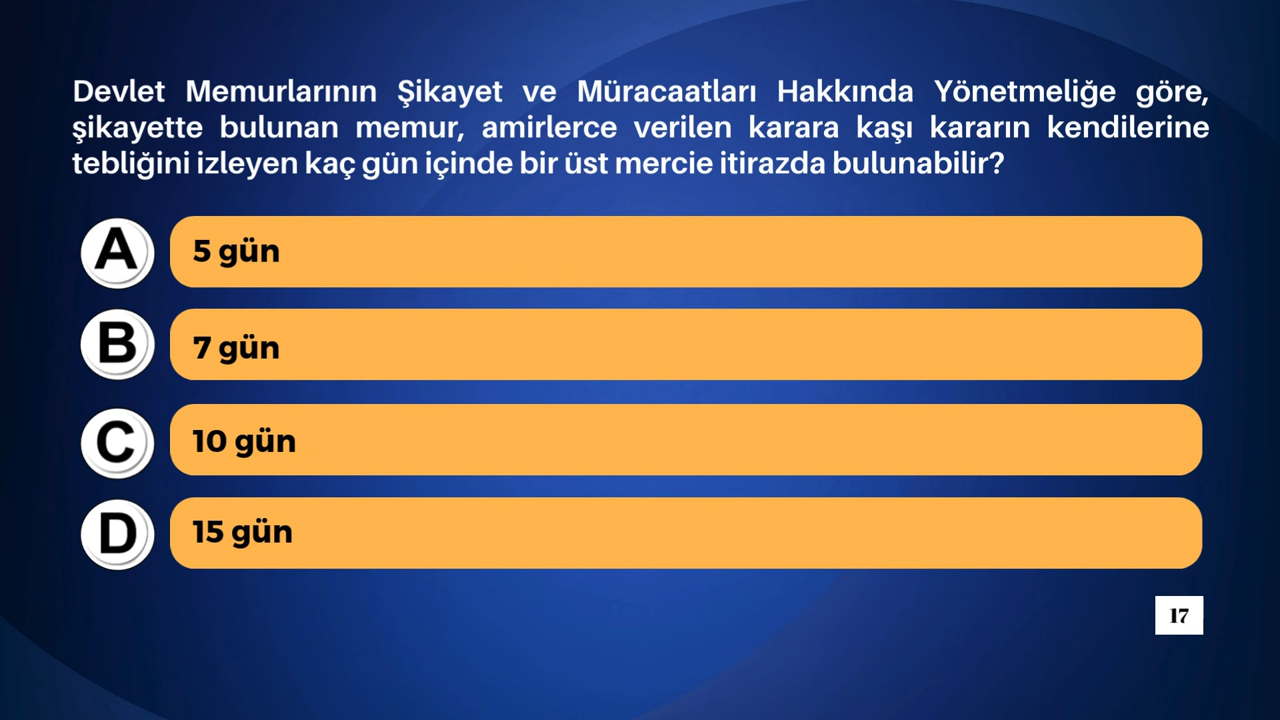 Devlet Memurlarının Şikayet ve Müracaatları Hakkında Yönetmeliğe göre,
şikayette bulunan memur, amirlerce verilen karara kaşı kararın kendilerine
tebliğini izleyen kaç gün içinde bir üst mercie itirazda bulunabilir?
A 5 gün
B 7 gün
C 10 gün
D 15 gün
17